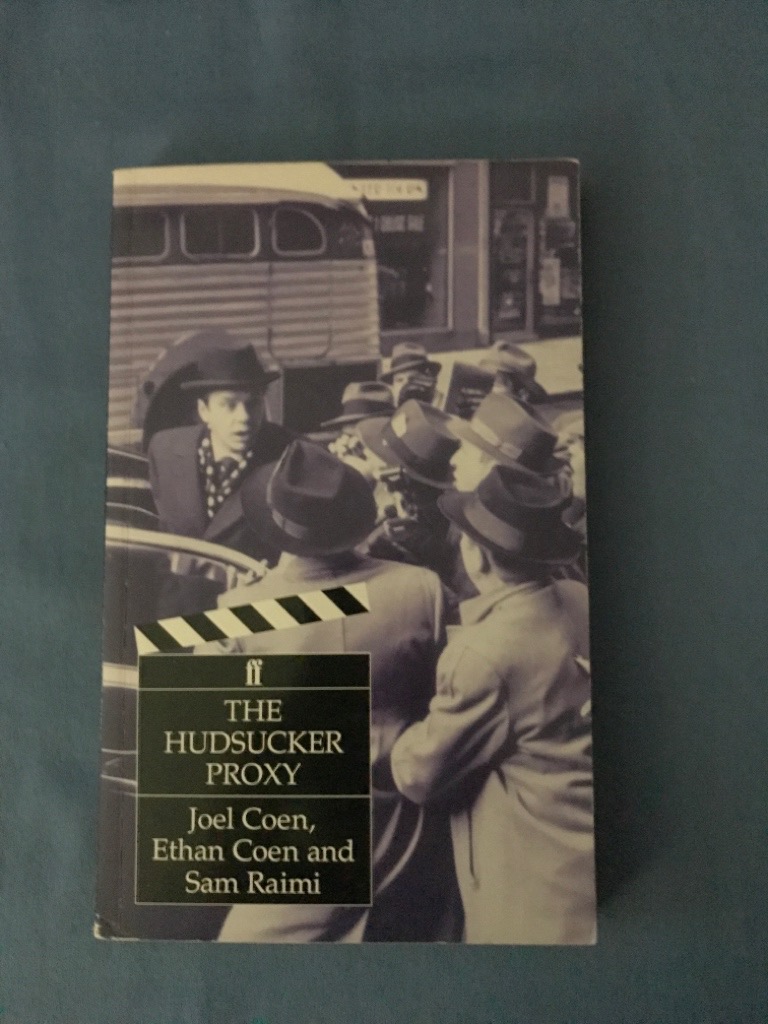 ff
THE
HUDSUCKER
PROXY
Joel Coen,
Ethan Coen and
Sam Raimi